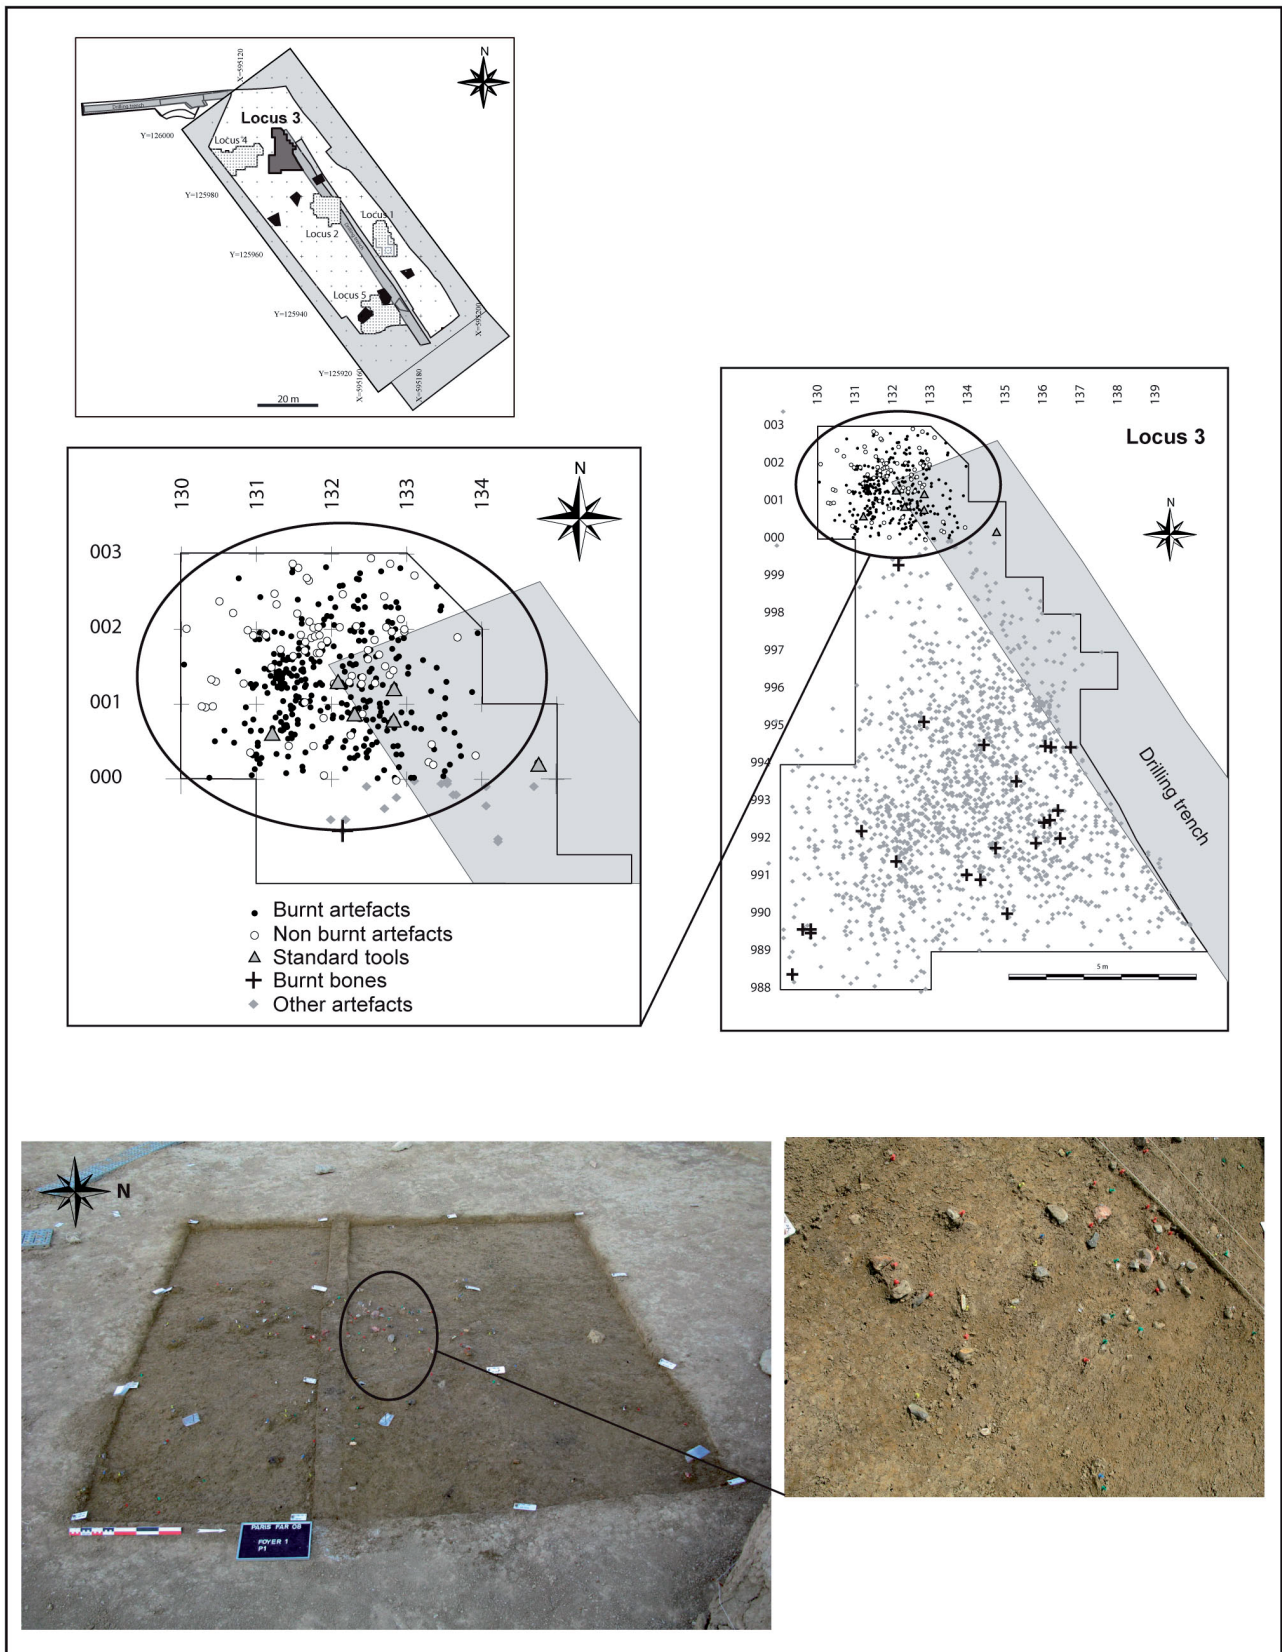 X=595120
N
Drilling trench
Locus 3
Y=126000
Locus 4
Y=125980
Locus 1
Locus 2
Drilling trench
Y=125960
Locus 5
Y=125940
X=595200
Y=125920
X=595160
X=595180
20 m
130
131
132
133
134
135
136
137
138
139
003
Locus 3
002
001
N
000
999
998
997
996
995
994
993
992
991
990
989
988
Drilling trench
5 m
130
131
132
133
134
N
003
002
001
000
Burnt artefacts
Non burnt artefacts
Standard tools
Burnt bones
Other artefacts
N
PARIS FAR 08
FOYER 1
P1